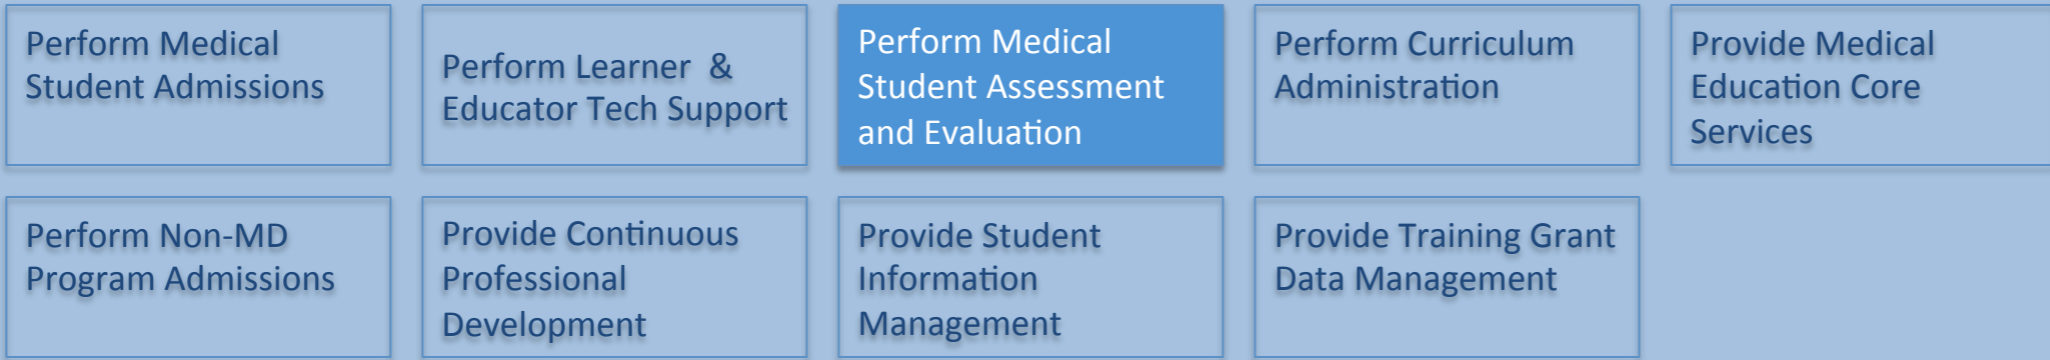 Perform Medical
Student Admissions
Perform Learner & 
Educator Tech Support
Perform Medical
Student Assessment
and Evaluation
Perform Curriculum
Administration
Provide Medical
Education Core
Services
Perform Non-MD
Program Admissions
Provide Continuous
Professional
Development
Provide Student
Information
Management
Provide Training Grant
Data Management